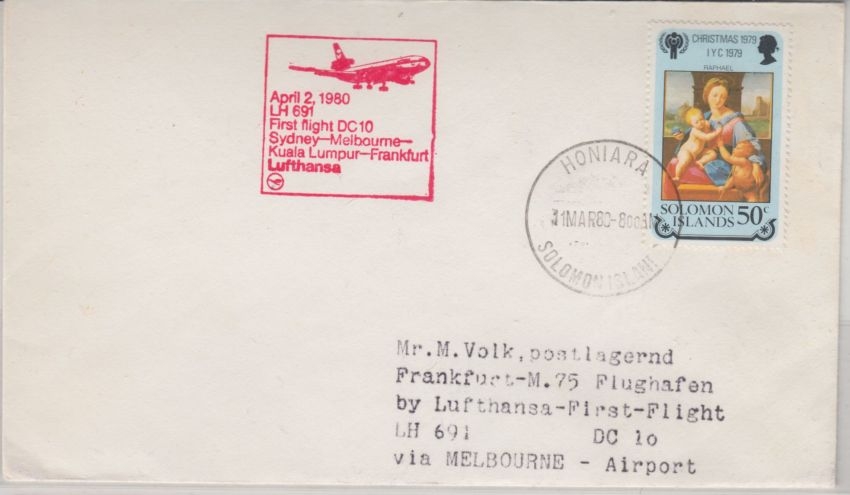 April 2, 1980
LH 691
First flight DC10
Sydney—Melbourne—
Kuala Lumpur—Frankfurt
Lufthansa
CHRISTMAS 1979
IYC 1979
RAPHAEL
SOLOMON
ISLANDS 50c
HONIARA
31MAR80-800AM
SOLOMON ISLAN
Mr.M.Volk,postlagernd
Frankfurt-M.75 Flughafen
by Lufthansa-First-Flight
LH 691 DC 1o
via MELBOURNE - Airport